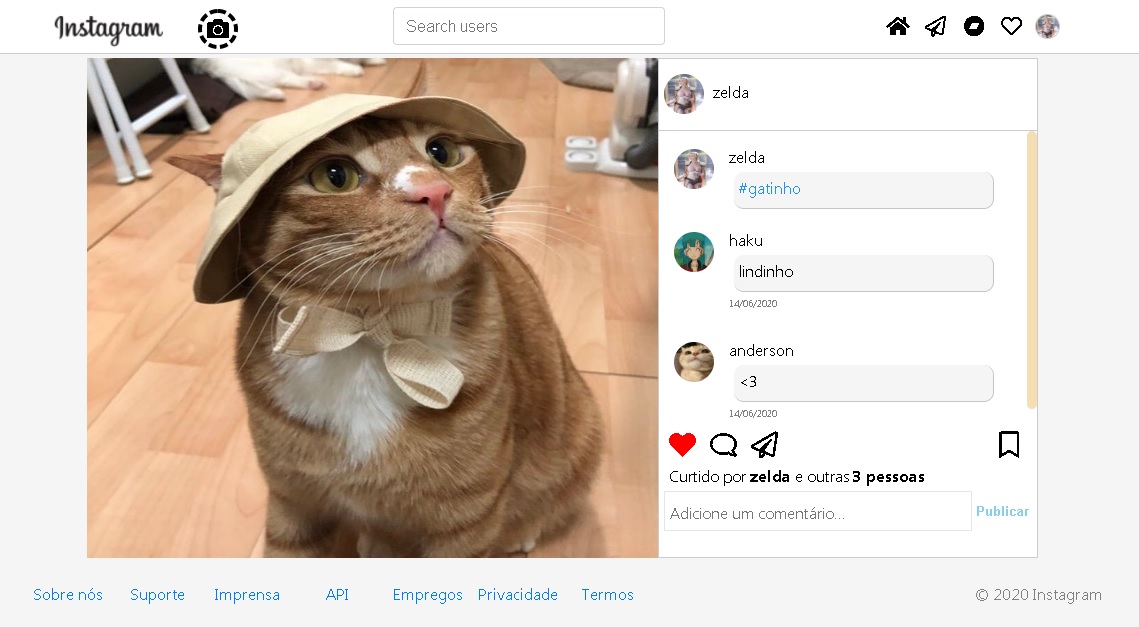 Instagram
Search users
zelda
zelda
#gatinho
haku
lindinho
14/06/2020
anderson
<3
14/06/2020
Curtido por zelda e outras 3 pessoas
Adicione um comentário...
Publicar
Sobre nós Suporte Imprensa API Empregos Privacidade Termos © 2020 Instagram